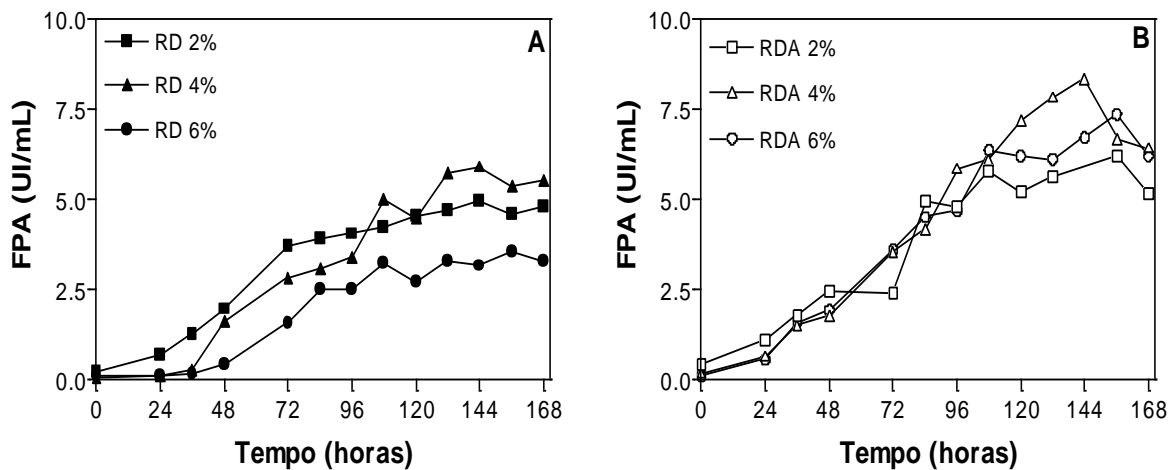 A
RD 2%
RD 4%
RD 6%
FPA (UI/mL)
10.0
7.5
5.0
2.5
0.0
0 24 48 72 96 120 144 168
Tempo (horas)
B
RDA 2%
RDA 4%
RDA 6%
FPA (UI/mL)
10.0
7.5
5.0
2.5
0.0
0 24 48 72 96 120 144 168
Tempo (horas)